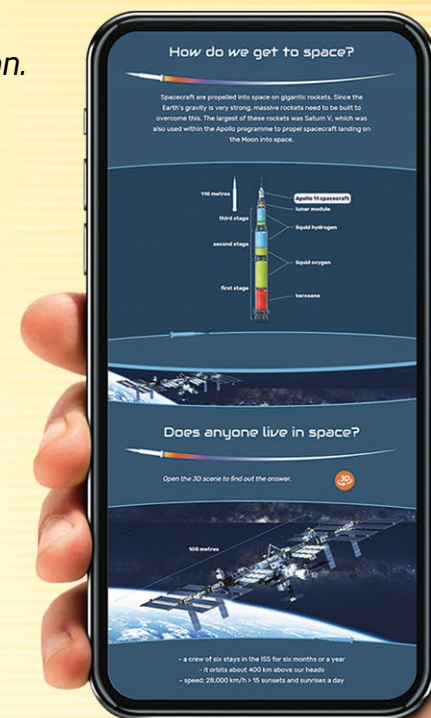 on.
How do we get to space?
Spacecraft are propelled into space on gigantic rockets. Since the
Earth's gravity is very strong, massive rockets need to be built to
overcome this. The largest of these rockets was Saturn V, which was
also used within the Apollo programme to propel spacecraft landing on
the Moon into space.
110 metres
Apollo 11 spacecraft
lunar module
third stage
liquid hydrogen
second stage
liquid oxygen
first stage
kerosene
Does anyone live in space?
Open the 3D scene to find out the answer.
3D
100 metres
- a crew of six stays in the ISS for six months or a year
- it orbits about 400 km above our heads
- speed: 28,000 km/h > 15 sunsets and sunrises a day